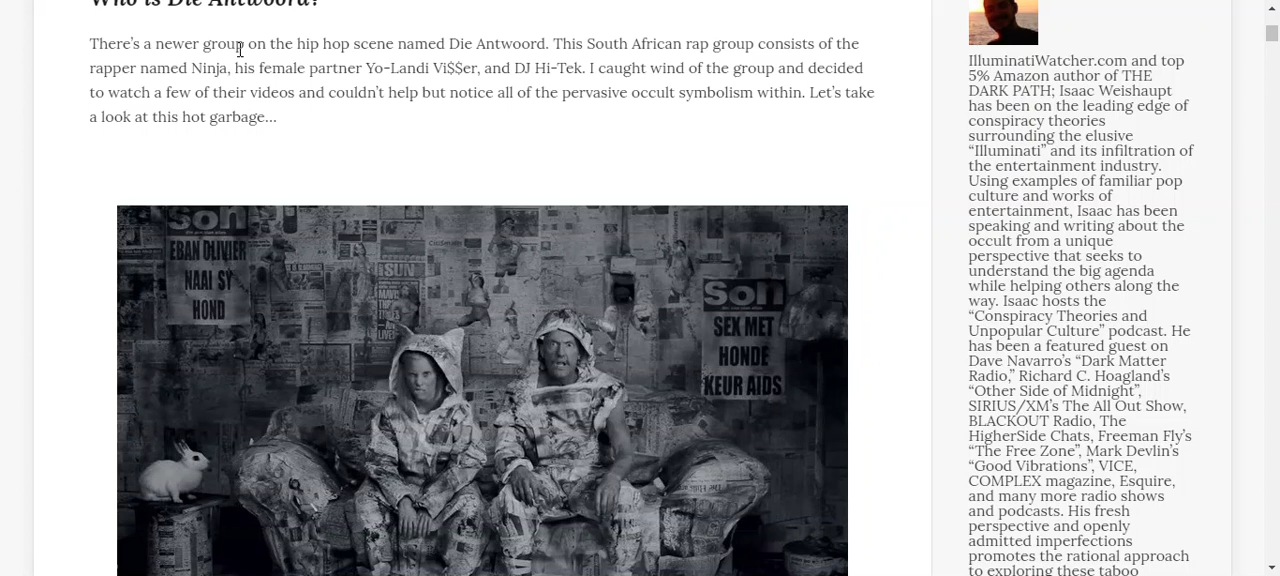 Who is Die Antwoord?
There’s a newer group on the hip hop scene named Die Antwoord. This South African rap group consists of the
rapper named Ninja, his female partner Yo-Landi Vi$$er, and DJ Hi-Tek. I caught wind of the group and decided
to watch a few of their videos and couldn’t help but notice all of the pervasive occult symbolism within. Let’s take
a look at this hot garbage…
Son
EBAN OLIVIER
NAAI SY
HOND
SUN
Son
SEX MET
HONDE
KEUR AIDS
IlluminatiWatcher.com and top
5% Amazon author of THE
DARK PATH; Isaac Weishaupt
has been on the leading edge of
conspiracy theories
surrounding the elusive
“Illuminati” and its infiltration of
the entertainment industry.
Using examples of familiar pop
culture and works of
entertainment, Isaac has been
speaking and writing about the
occult from a unique
perspective that seeks to
understand the big agenda
while helping others along the
way. Isaac hosts the
“Conspiracy Theories and
Unpopular Culture” podcast. He
has been a featured guest on
Dave Navarro’s “Dark Matter
Radio,” Richard C. Hoagland’s
“Other Side of Midnight”,
SIRIUS/XM’s The All Out Show,
BLACKOUT Radio, The
HigherSide Chats, Freeman Fly’s
“The Free Zone”, Mark Devlin’s
“Good Vibrations”, VICE,
COMPLEX magazine, Esquire,
and many more radio shows
and podcasts. His fresh
perspective and openly
admitted imperfections
promotes the rational approach
to exploring these taboo